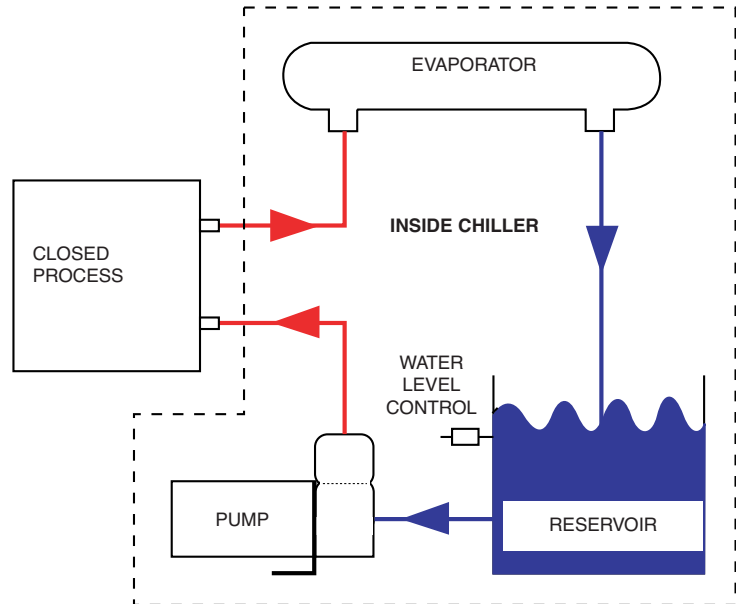 EVAPORATOR
INSIDE CHILLER
CLOSED
PROCESS
WATER
LEVEL
CONTROL
PUMP
RESERVOIR